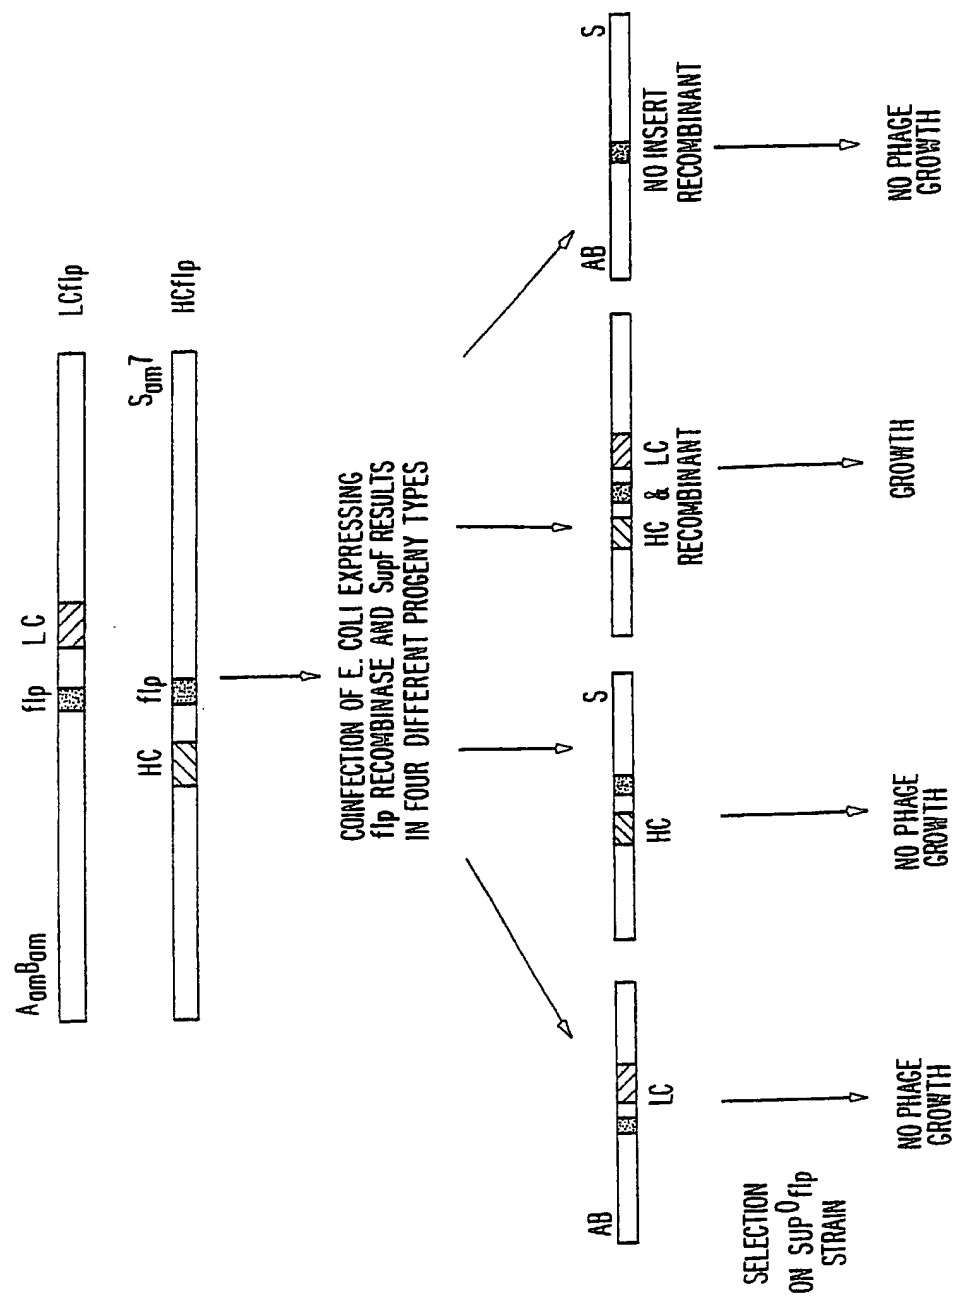 AamBam
flp
LC
LCflp
HC
flp
Sam7
HCflp
COINFECTION OF E. COLI EXPRESSING
flp RECOMBINASE AND SupF RESULTS
IN FOUR DIFFERENT PROGENY TYPES
AB
LC
HC
S
HC & LC
RECOMBINANT
AB
S
NO INSERT
RECOMBINANT
SELECTION
ON SUP⁰flp
STRAIN
NO PHAGE
GROWTH
NO PHAGE
GROWTH
GROWTH
NO PHAGE
GROWTH